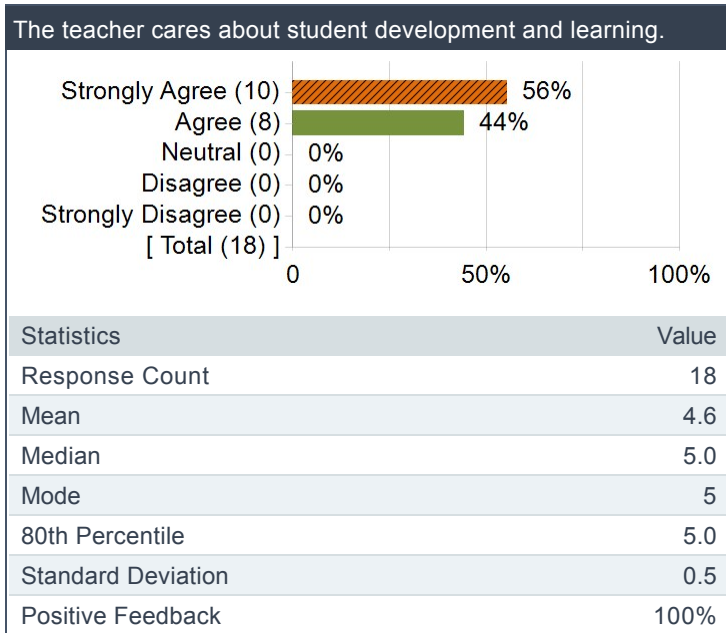 The teacher cares about student development and learning.
Strongly Agree (10) 56%
Agree (8) 44%
Neutral (0) 0%
Disagree (0) 0%
Strongly Disagree (0) 0%
[ Total (18) ]
0 50% 100%
Statistics Value
Response Count 18
Mean 4.6
Median 5.0
Mode 5
80th Percentile 5.0
Standard Deviation 0.5
Positive Feedback 100%